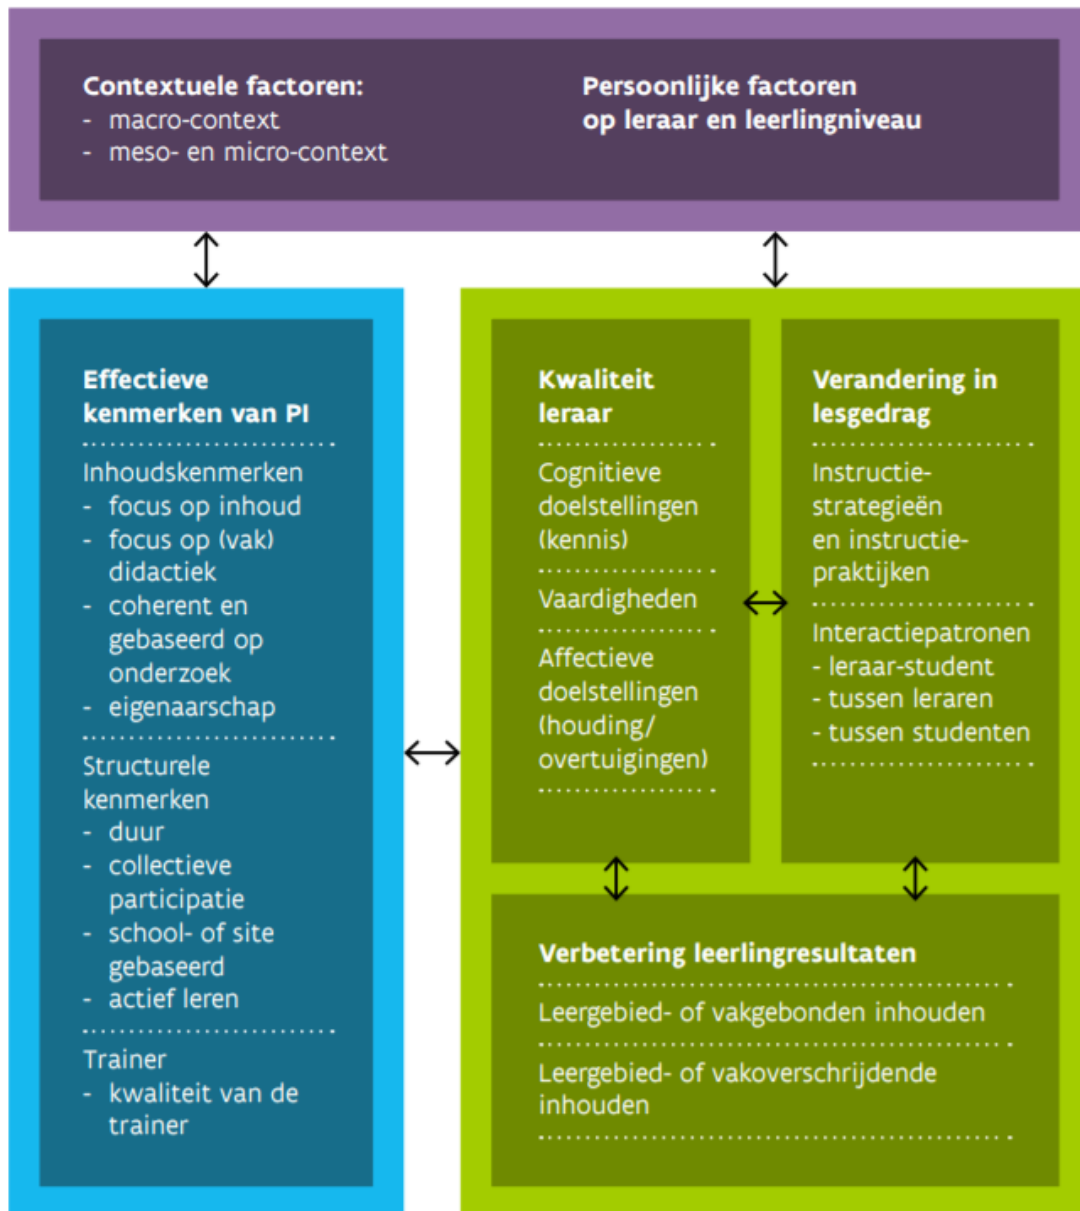 Contextuele factoren:
- macro-context
- meso- en micro-context
Persoonlijke factoren
op leraar en leerlingniveau
Effectieve
kenmerken van PI
Inhoudskenmerken
- focus op inhoud
- focus op (vak)
didactiek
- coherent en
gebaseerd op
onderzoek
- eigenaarschap
Structurele
kenmerken
- duur
- collectieve
participatie
- school- of site
gebaseerd
- actief leren
Trainer
- kwaliteit van de
trainer
Kwaliteit
leraar
Cognitieve
doelstellingen
(kennis)
Vaardigheden
Affectieve
doelstellingen
(houding/
overtuigingen)
Verandering in
lesgedrag
Instructie-
strategieën
en instructie-
praktijken
Interactiepatronen
- leraar-student
- tussen leraren
- tussen studenten
Verbetering leerlingresultaten
Leergebied- of vakgebonden inhouden
Leergebied- of vakoverschrijdende
inhouden